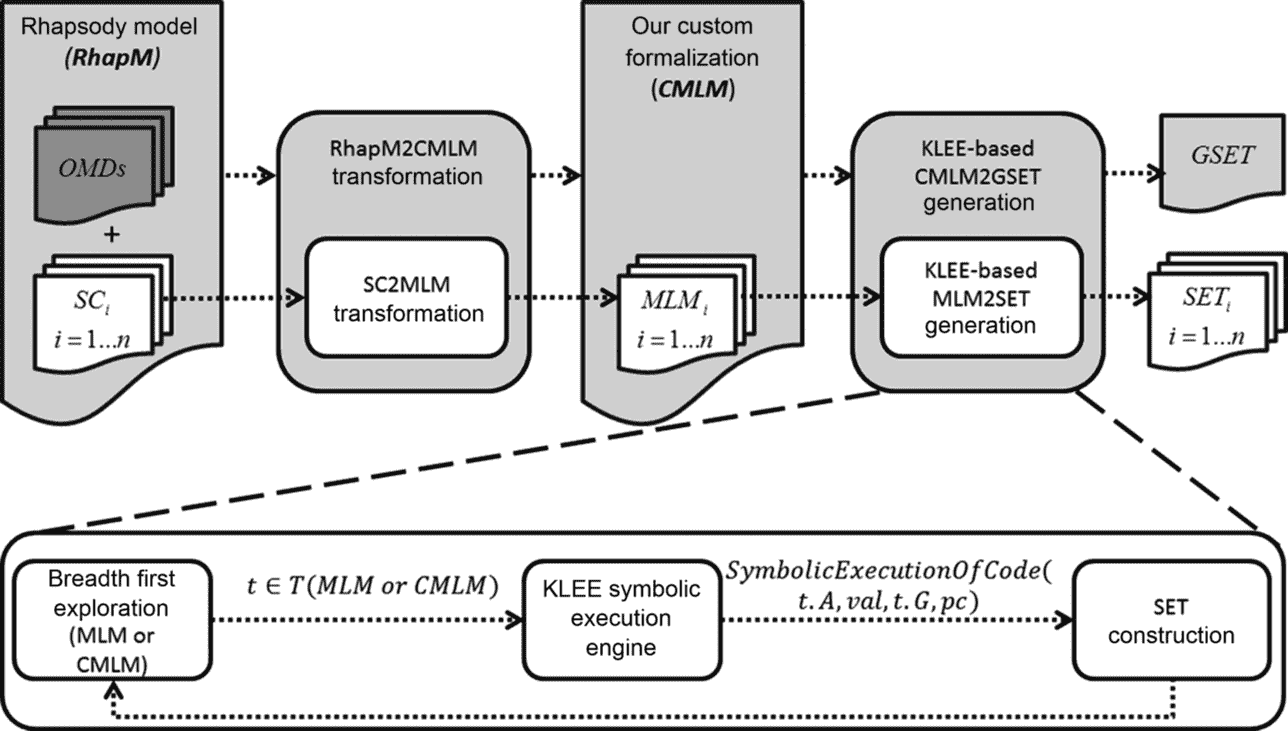 Rhapsody model
(RhapM)
OMDs
+
SCi
i = 1...n
RhapM2CMLM
transformation
SC2MLM
transformation
Our custom
formalization
(CMLM)
MLMi
i = 1...n
KLEE-based
CMLM2GSET
generation
KLEE-based
MLM2SET
generation
GSET
SETi
i = 1...n
Breadth first
exploration
(MLM or
CMLM)
t ∈ T(MLM or CMLM)
KLEE symbolic
execution
engine
SymbolicExecutionOfCode(
t.A, val, t.G, pc)
SET
construction